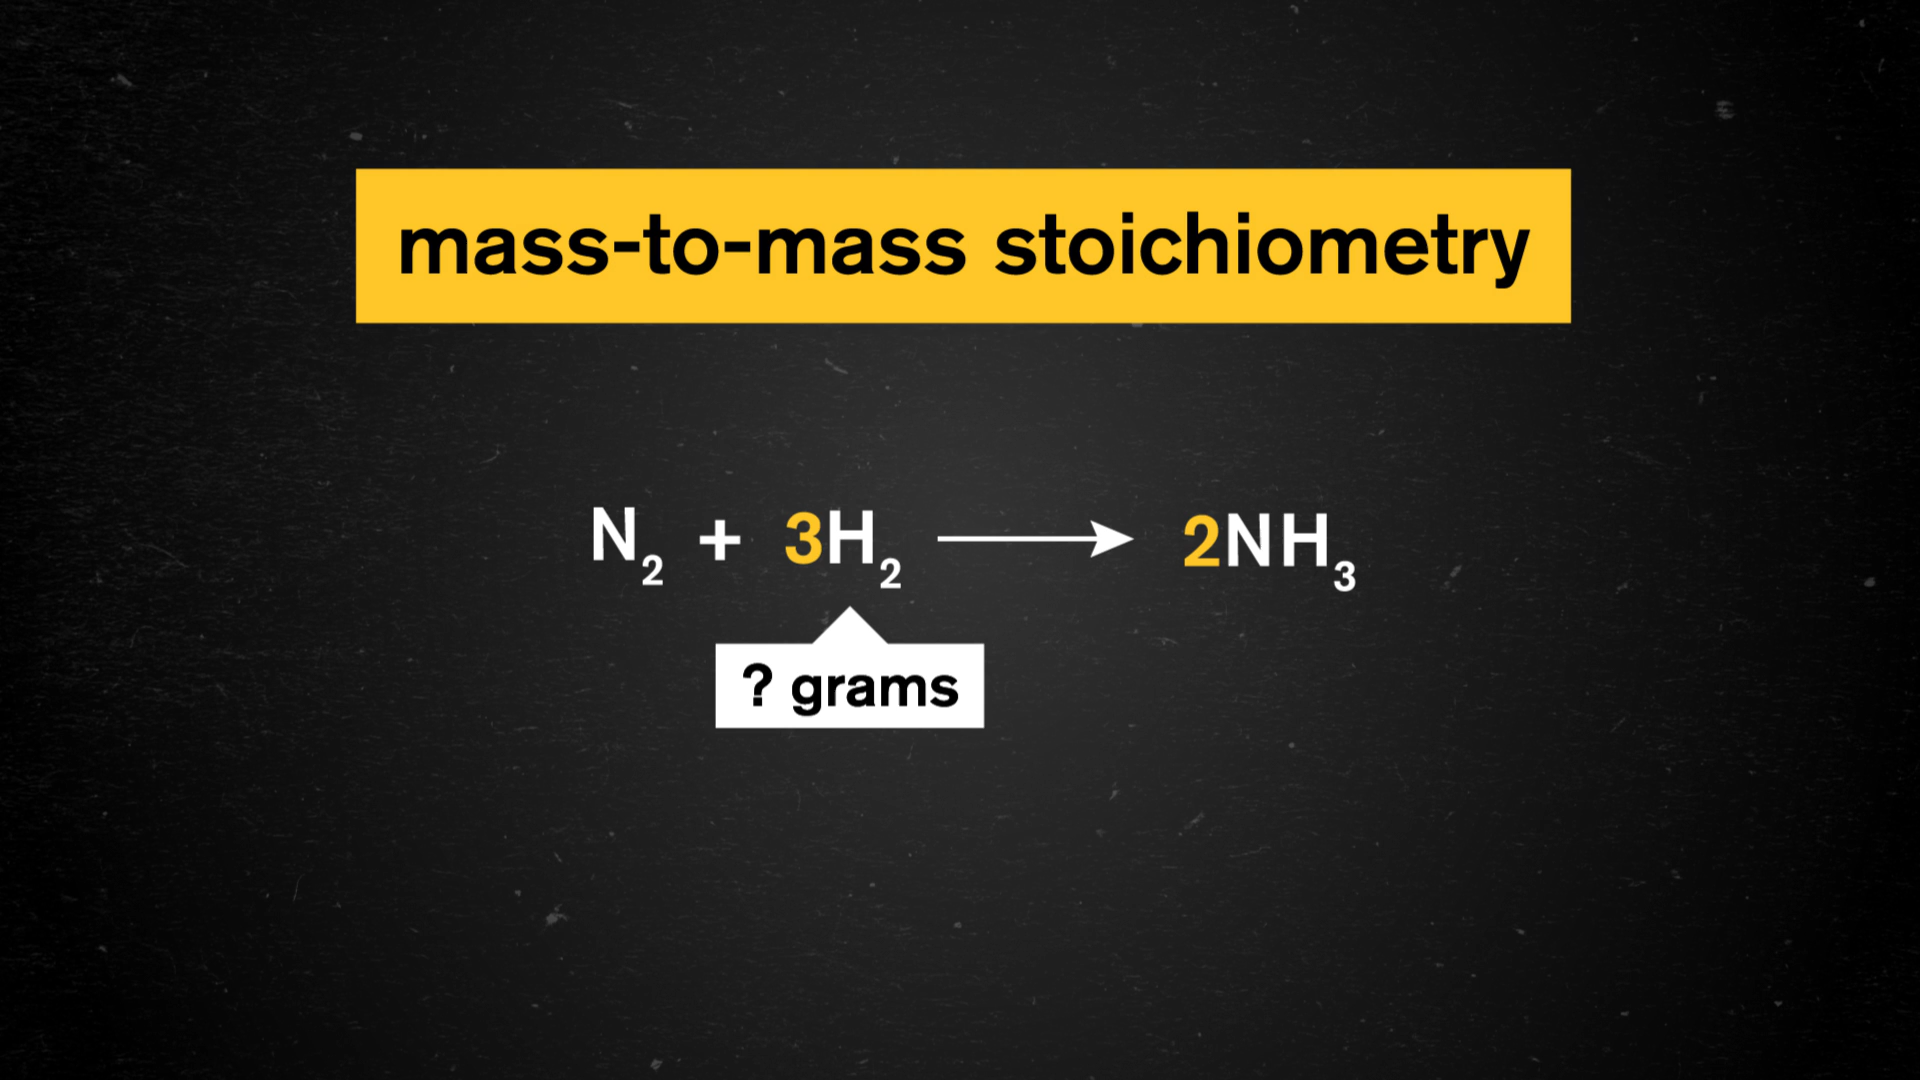 mass-to-mass stoichiometry
N₂ + 3H₂ ⟶ 2NH₃
? grams